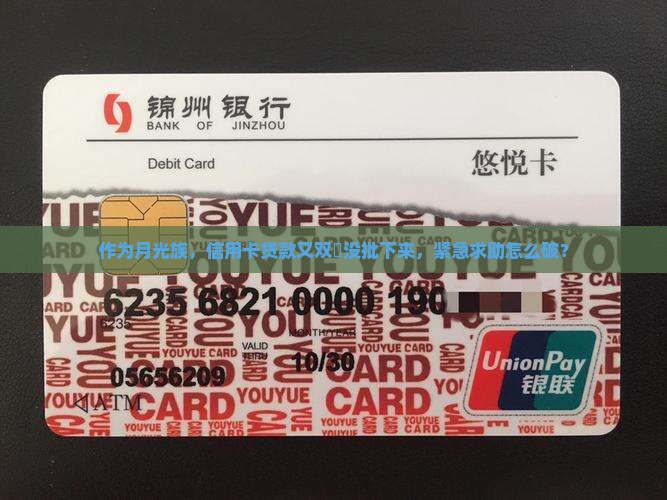 锦州银行
BANK OF JINZHOU
Debit Card
悠悦卡
作为月光族，信用卡贷款又双 没批下来，紧急求助怎么破？
6235 6821 0000 190
6235
MONTH/YEAR
VALID
THRU
10/30
05656209
ATM
YOUYUE CARD
UnionPay
银联